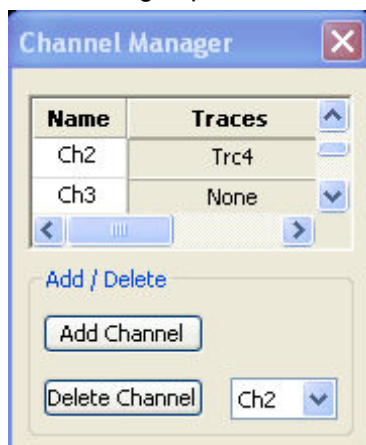 Channel Manager
Name Traces
Ch2 Trc4
Ch3 None
Add / Delete
Add Channel
Delete Channel Ch2